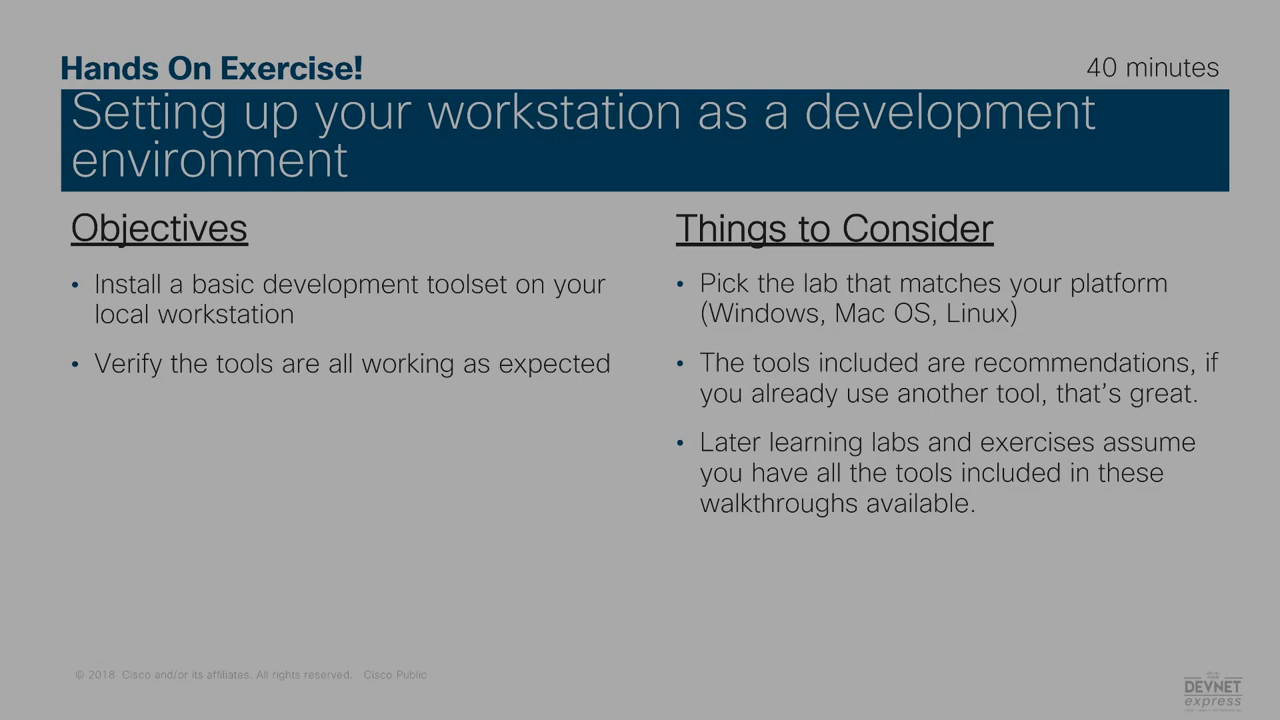 Hands On Exercise!
40 minutes
Setting up your workstation as a development
environment
Objectives
• Install a basic development toolset on your
local workstation
• Verify the tools are all working as expected
Things to Consider
• Pick the lab that matches your platform
(Windows, Mac OS, Linux)
• The tools included are recommendations, if
you already use another tool, that’s great.
• Later learning labs and exercises assume
you have all the tools included in these
walkthroughs available.
© 2018 Cisco and/or its affiliates. All rights reserved. Cisco Public
DEVNET
express